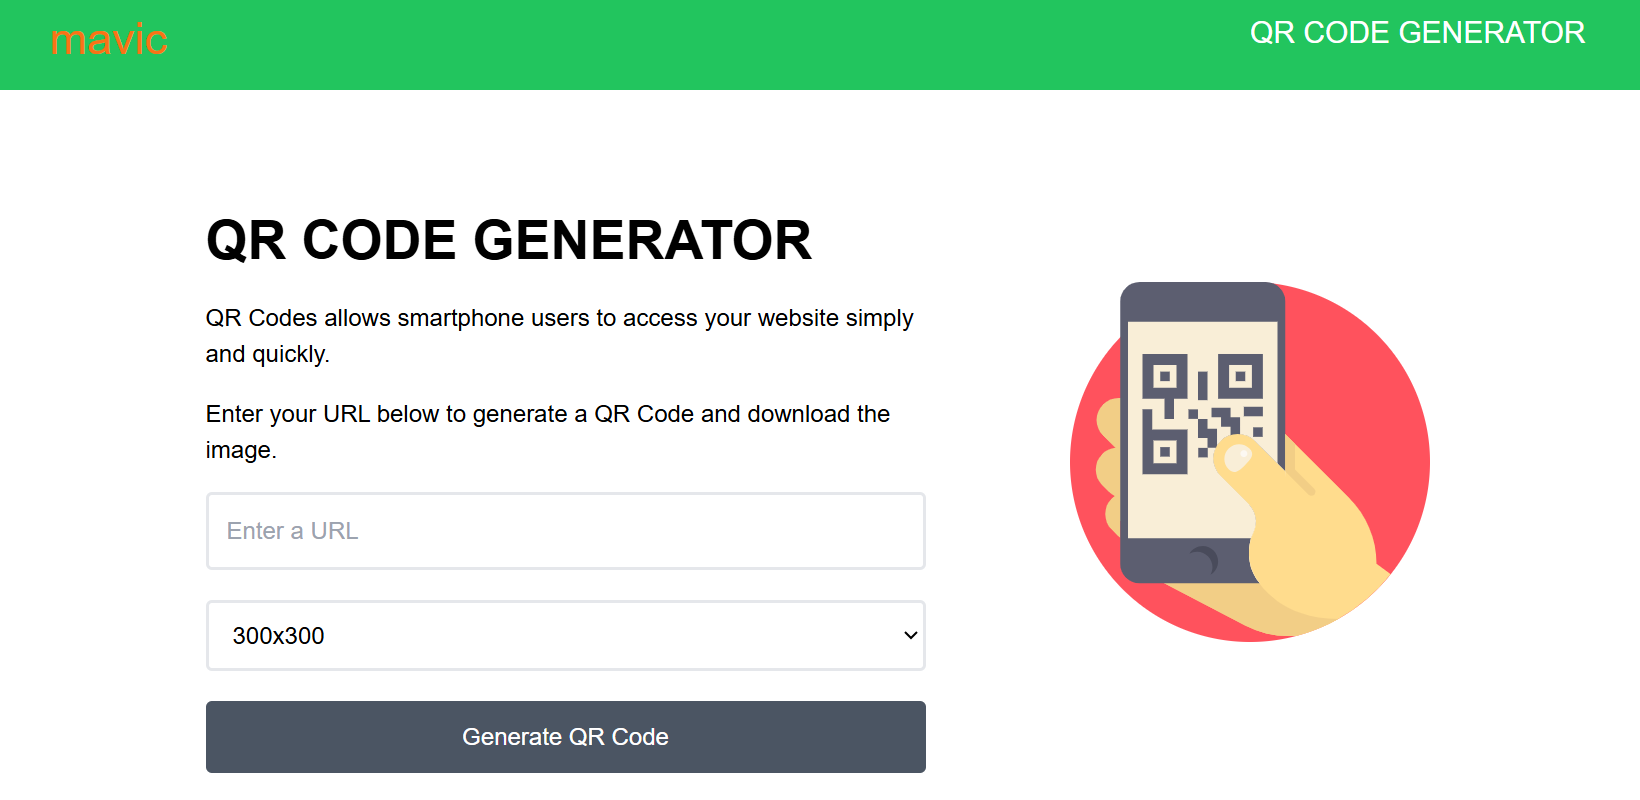 mavic
QR CODE GENERATOR
QR CODE GENERATOR
QR Codes allows smartphone users to access your website simply
and quickly.
Enter your URL below to generate a QR Code and download the
image.
Enter a URL
300x300
Generate QR Code